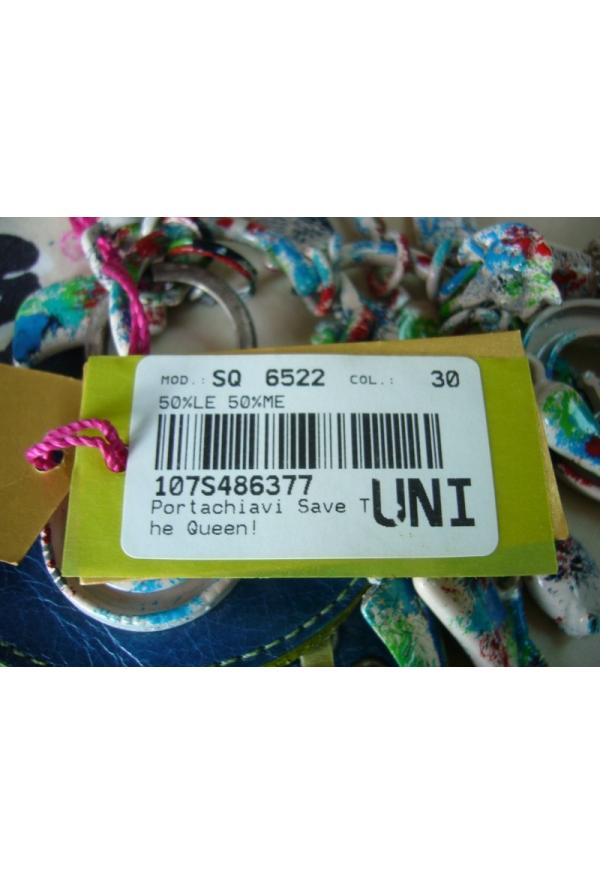 MOD.: SQ 6522 COL.: 30
50%LE 50%ME
107S486377
Portachiavi Save T
he Queen!
UNI